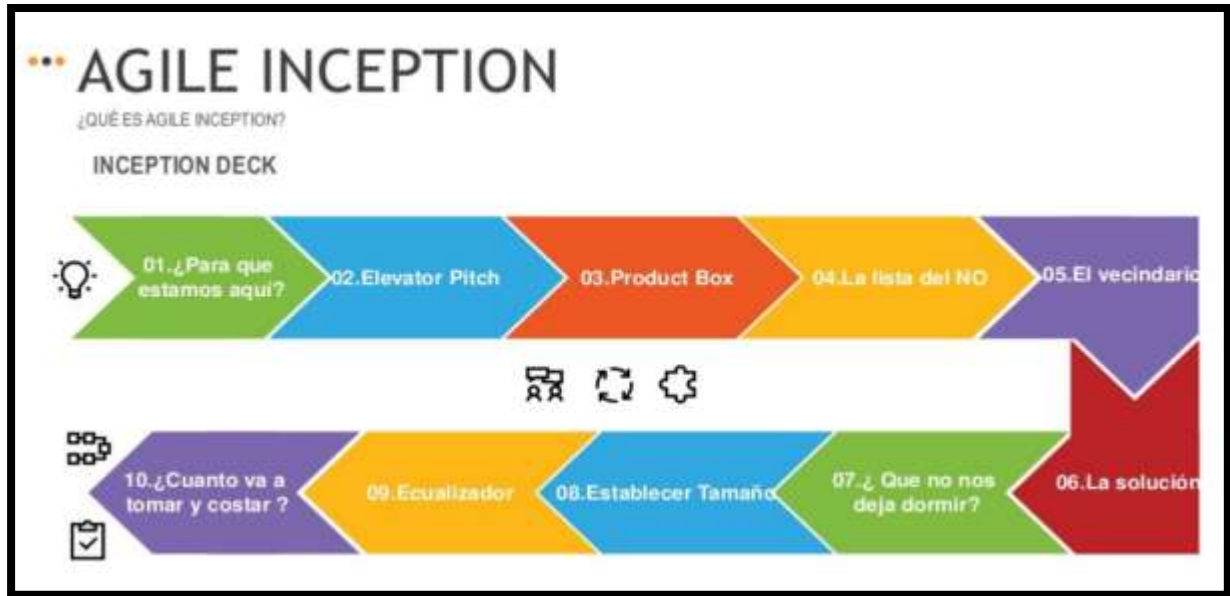 AGILE INCEPTION
¿QUÉ ES AGILE INCEPTION?
INCEPTION DECK
01.¿Para que
estamos aquí?
02.Elevator Pitch
03.Product Box
04.La lista del NO
05.El vecindario
06.La solución
07.¿ Que no nos
deja dormir?
08.Establecer Tamaño
09.Ecualizador
10.¿Cuanto va a
tomar y costar ?